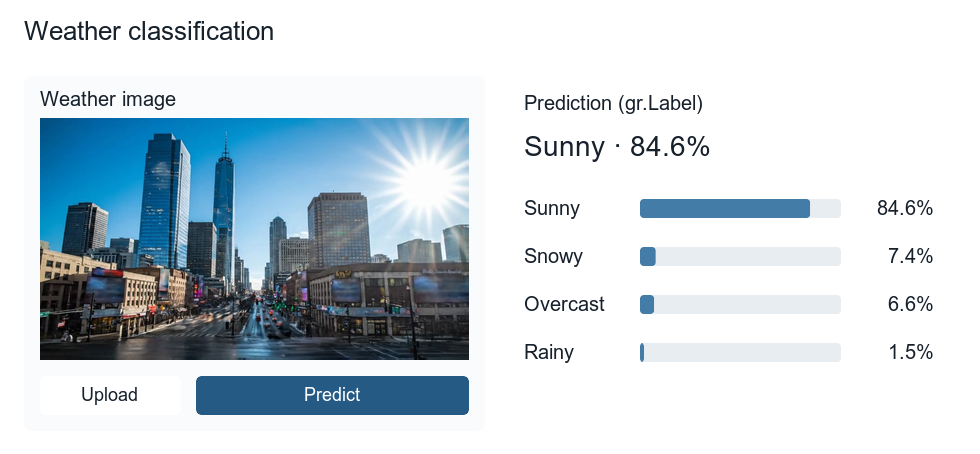 Weather classification
Weather image
Upload
Predict
Prediction (gr.Label)
Sunny · 84.6%
Sunny 84.6%
Snowy 7.4%
Overcast 6.6%
Rainy 1.5%